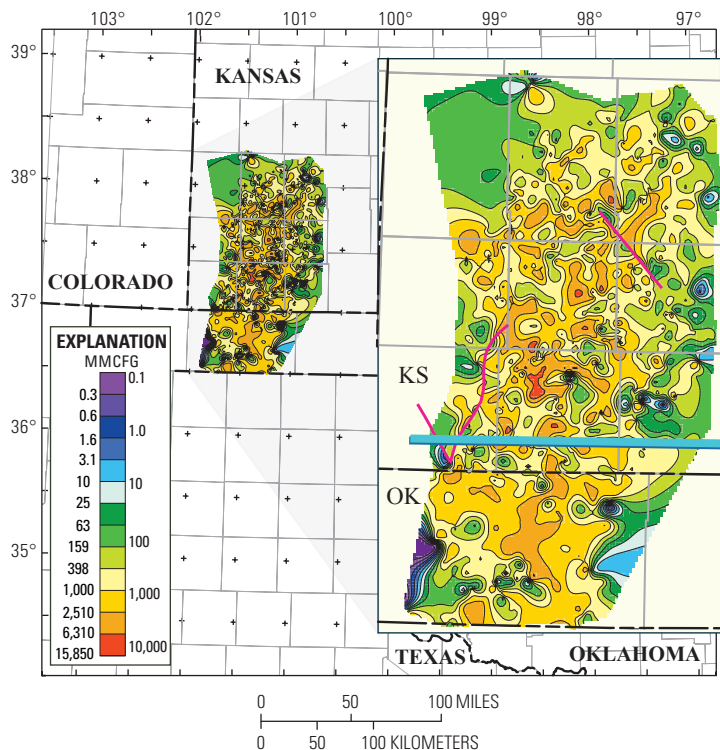 103° 102° 101° 100° 99° 98° 97°
39°
38°
37°
36°
35°
KANSAS
COLORADO
EXPLANATION
MMCFG
0.1
0.3
0.6
1.0
1.6
3.1
10
10
25
63
100
159
398
1,000
1,000
2,510
6,310
10,000
15,850
KS
OK
TEXAS
OKLAHOMA
0 50 100 MILES
0 50 100 KILOMETERS